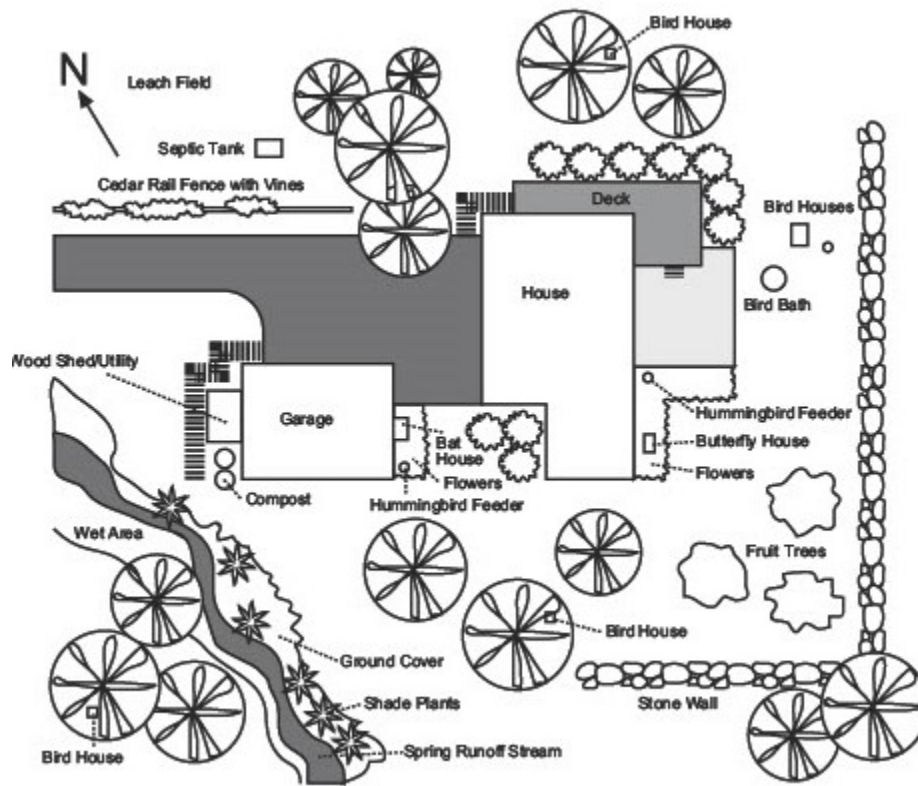 Bird House
N
Leach Field
Septic Tank
Cedar Rail Fence with Vines
Deck
Bird Houses
House
Bird Bath
Wood Shed/Utility
Garage
Hummingbird Feeder
Bat
House
Butterfly House
Flowers
Flowers
Compost
Hummingbird Feeder
Wet Area
Fruit Trees
Bird House
Ground Cover
Shade Plants
Stone Wall
Bird House
Spring Runoff Stream